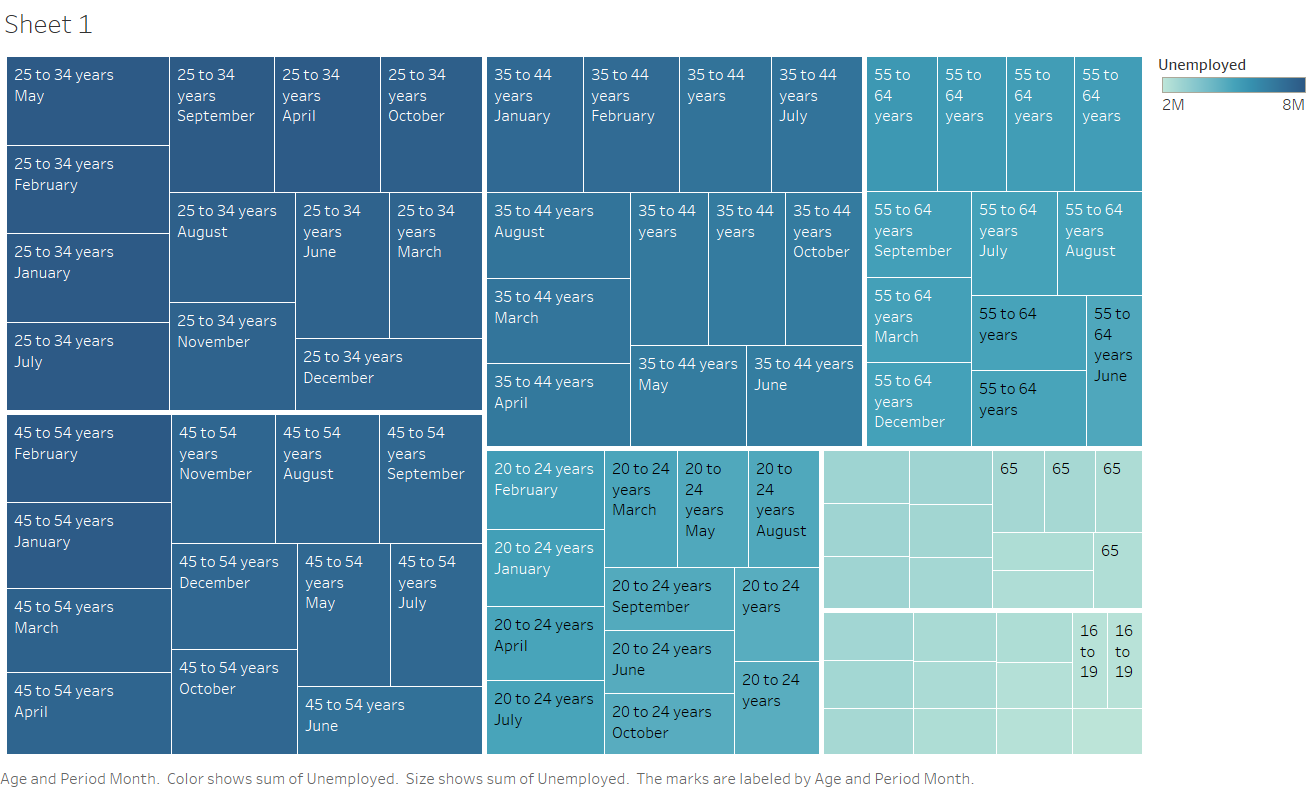 Sheet 1
25 to 34 years
May
25 to 34
years
September
25 to 34
years
April
25 to 34
years
October
25 to 34 years
February
25 to 34 years
January
25 to 34 years
July
25 to 34 years
August
25 to 34
years
June
25 to 34
years
March
25 to 34 years
November
25 to 34 years
December
45 to 54 years
February
45 to 54
years
November
45 to 54
years
August
45 to 54
years
September
45 to 54 years
January
45 to 54 years
March
45 to 54 years
April
45 to 54 years
December
45 to 54
years
May
45 to 54
years
July
45 to 54 years
October
45 to 54 years
June
35 to 44
years
January
35 to 44
years
February
35 to 44
years
35 to 44
years
July
35 to 44 years
August
35 to 44
years
35 to 44
years
35 to 44
years
October
35 to 44 years
March
35 to 44 years
April
35 to 44 years
May
35 to 44 years
June
55 to
64
years
55 to
64
years
55 to
64
years
55 to
64
years
55 to 64
years
September
55 to 64
years
July
55 to 64
years
August
55 to 64
years
March
55 to 64
years
December
55 to 64
years
55 to 64
years
55 to
64
years
June
20 to 24 years
February
20 to 24
years
March
20 to
24
years
May
20 to
24
years
August
20 to 24 years
January
20 to 24 years
April
20 to 24 years
July
20 to 24 years
September
20 to 24
years
20 to 24 years
June
20 to 24 years
October
20 to 24
years
65
65
65
65
16
to
19
16
to
19
Unemployed
2M
8M
Age and Period Month.  Color shows sum of Unemployed.  Size shows sum of Unemployed.  The marks are labeled by Age and Period Month.